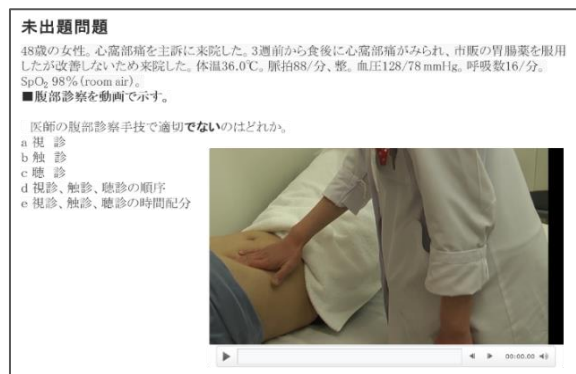 未出題問題
48歳の女性。心窩部痛を主訴に来院した。3週前から食後に心窩部痛がみられ、市販の胃腸薬を服用
したが改善しないため来院した。体温36.0℃。脈拍88/分、整。血圧128/78 mmHg。呼吸数16/分。
SpO₂ 98%(room air)。
■腹部診察を動画で示す。
医師の腹部診察手技で適切でないのはどれか。
a 視 診
b 触 診
c 聴 診
d 視診、触診、聴診の順序
e 視診、触診、聴診の時間配分
00:00.00